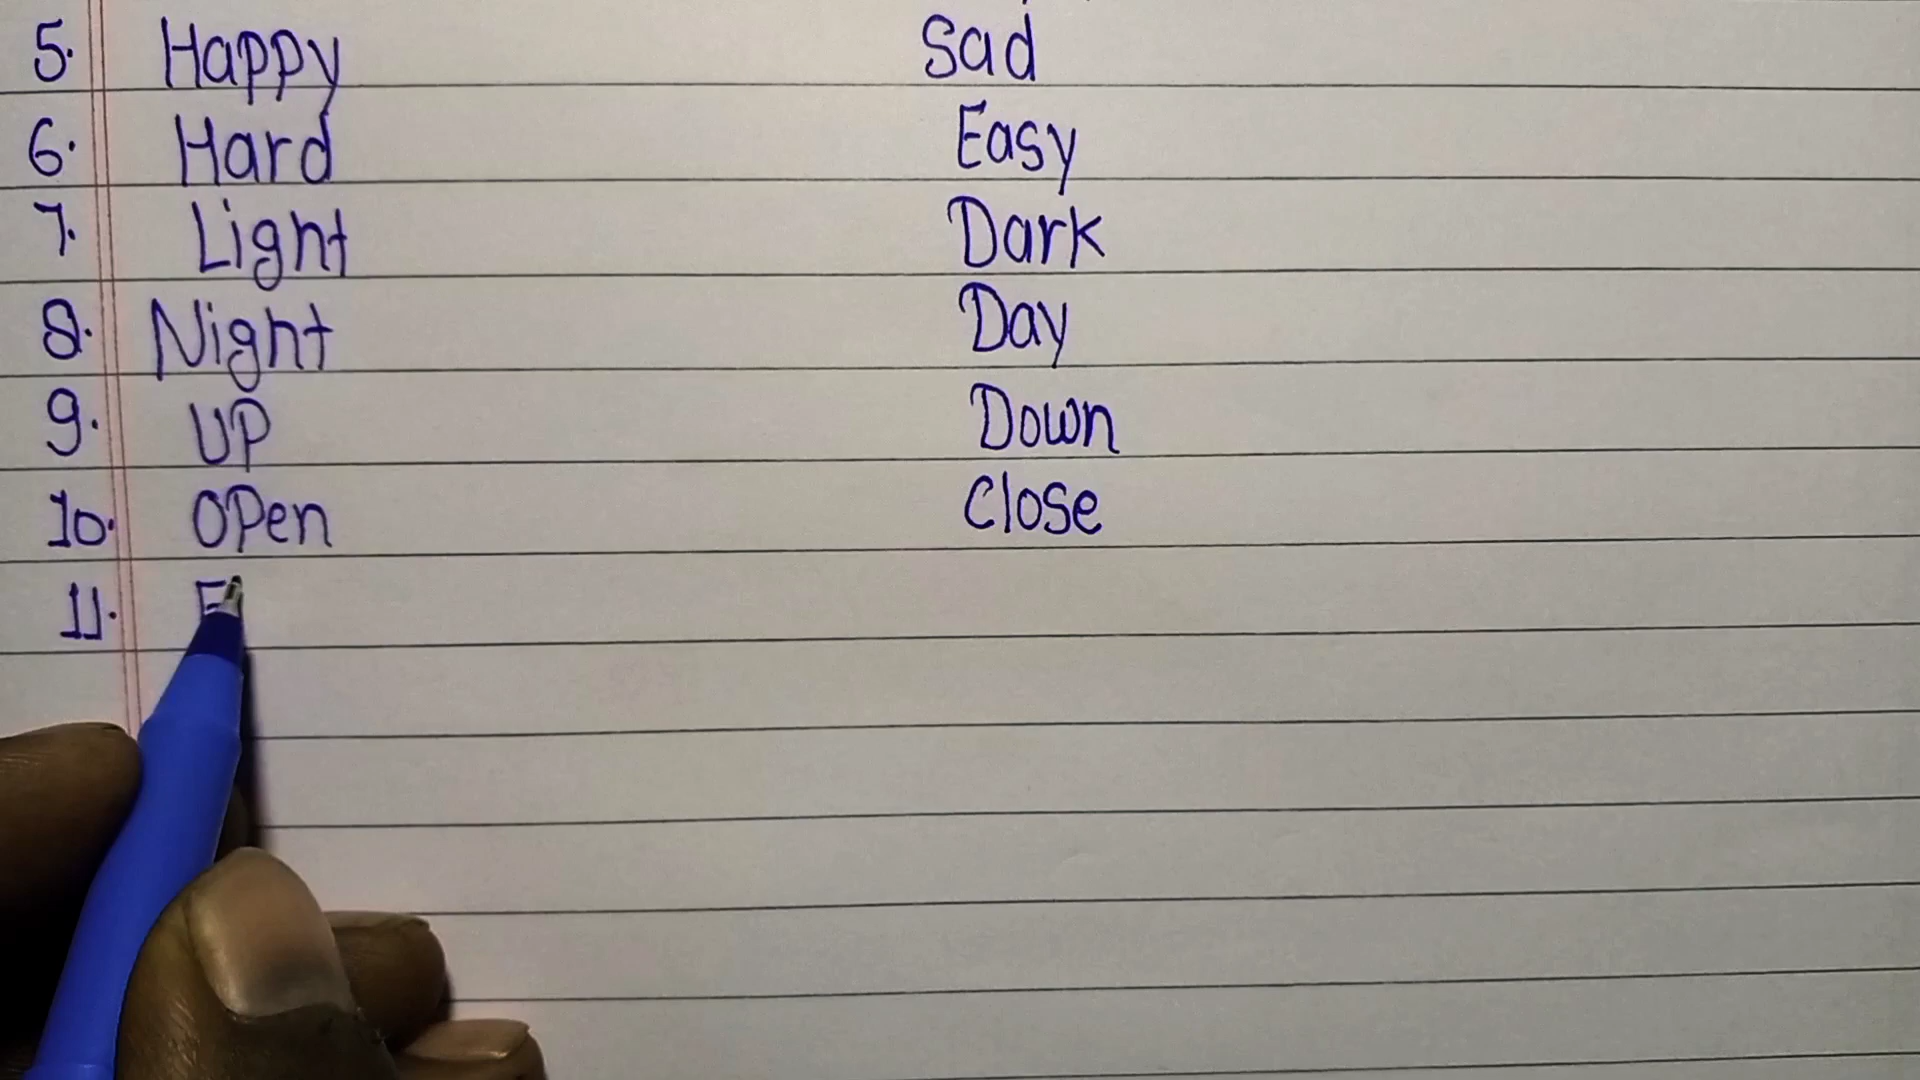 5. Happy Sad
6. Hard Easy
7. Light Dark
8. Night Day
9. UP Down
10. OPen Close
11.